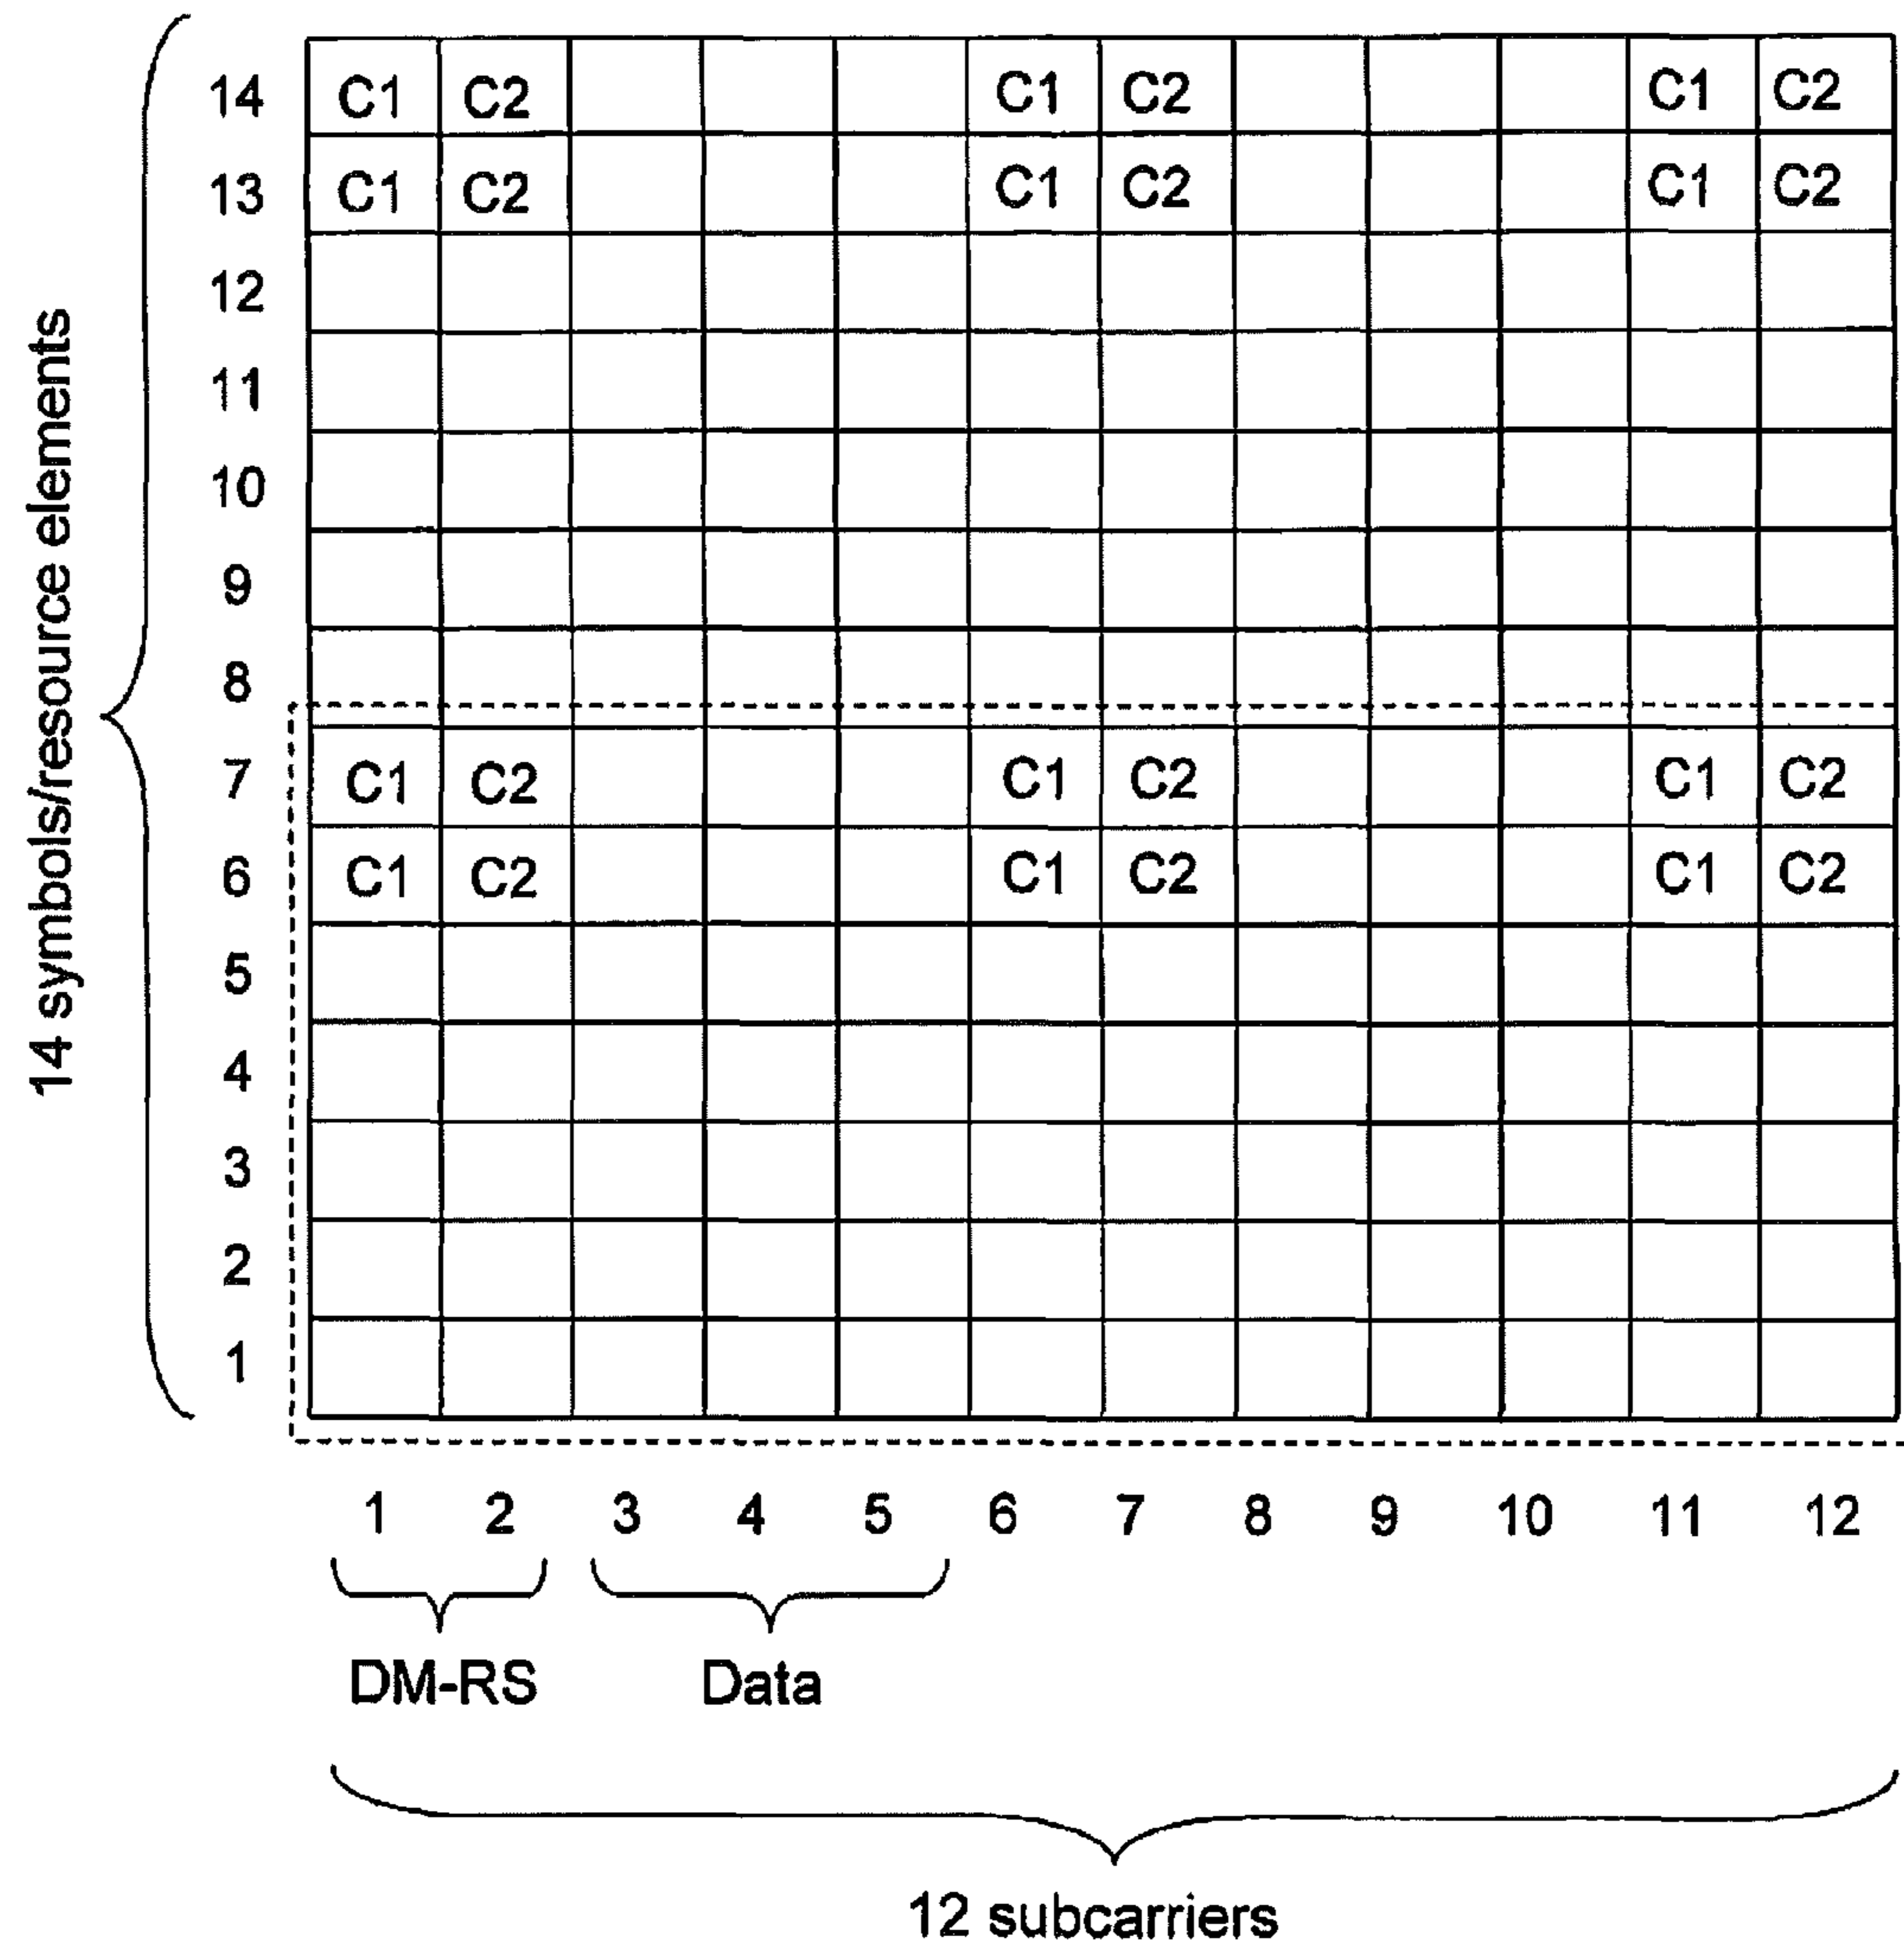 14 symbols/resource elements
14 C1 C2 C1 C2 C1 C2
13 C1 C2 C1 C2 C1 C2
12
11
10
9
8
7 C1 C2 C1 C2 C1 C2
6 C1 C2 C1 C2 C1 C2
5
4
3
2
1
1 2 3 4 5 6 7 8 9 10 11 12
DM-RS Data
12 subcarriers